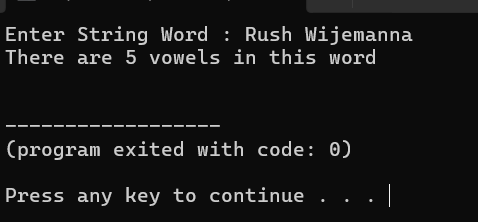 Enter String Word : Rush Wijemanna
There are 5 vowels in this word
------------------
(program exited with code: 0)
Press any key to continue . . .